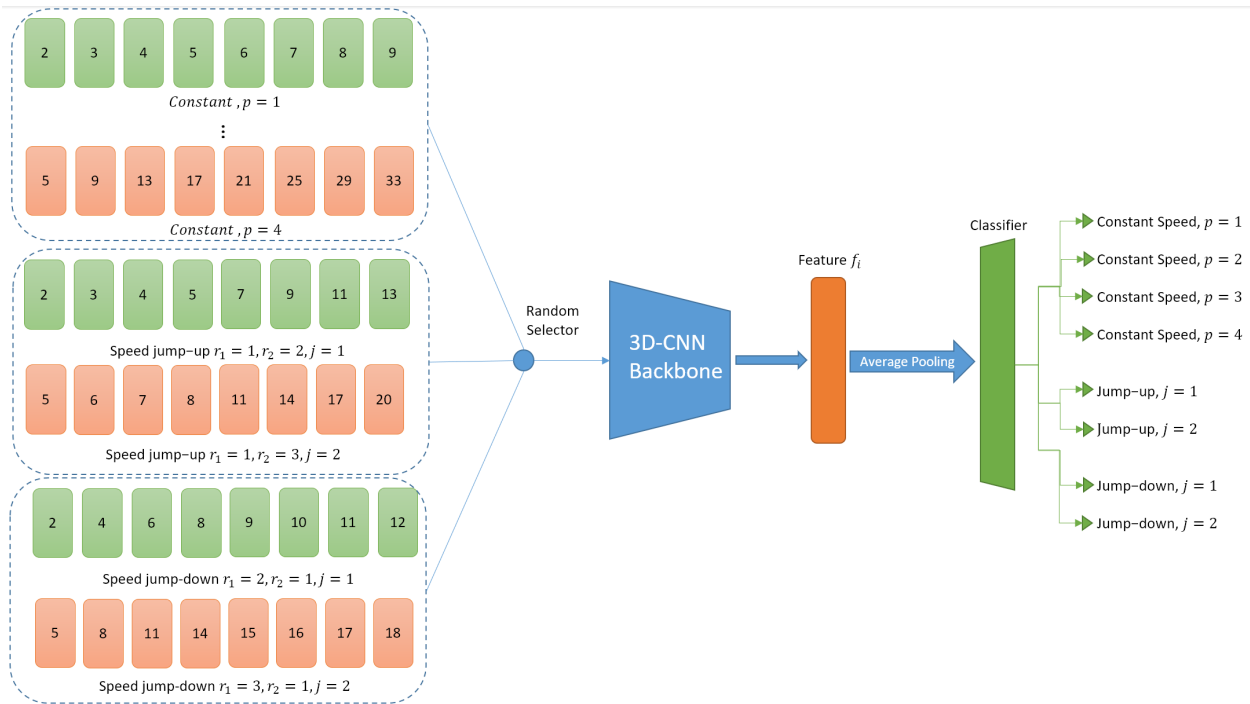 2 3 4 5 6 7 8 9
Constant , p = 1
⋮
5 9 13 17 21 25 29 33
Constant, p = 4
2 3 4 5 7 9 11 13
Speed jump−up r₁ = 1, r₂ = 2, j = 1
5 6 7 8 11 14 17 20
Speed jump−up r₁ = 1, r₂ = 3, j = 2
2 4 6 8 9 10 11 12
Speed jump-down r₁ = 2, r₂ = 1, j = 1
5 8 11 14 15 16 17 18
Speed jump-down r₁ = 3, r₂ = 1, j = 2
Random
Selector
3D-CNN
Backbone
Feature fᵢ
Average Pooling
Classifier
Constant Speed, p = 1
Constant Speed, p = 2
Constant Speed, p = 3
Constant Speed, p = 4
Jump−up, j = 1
Jump−up, j = 2
Jump−down, j = 1
Jump−down, j = 2